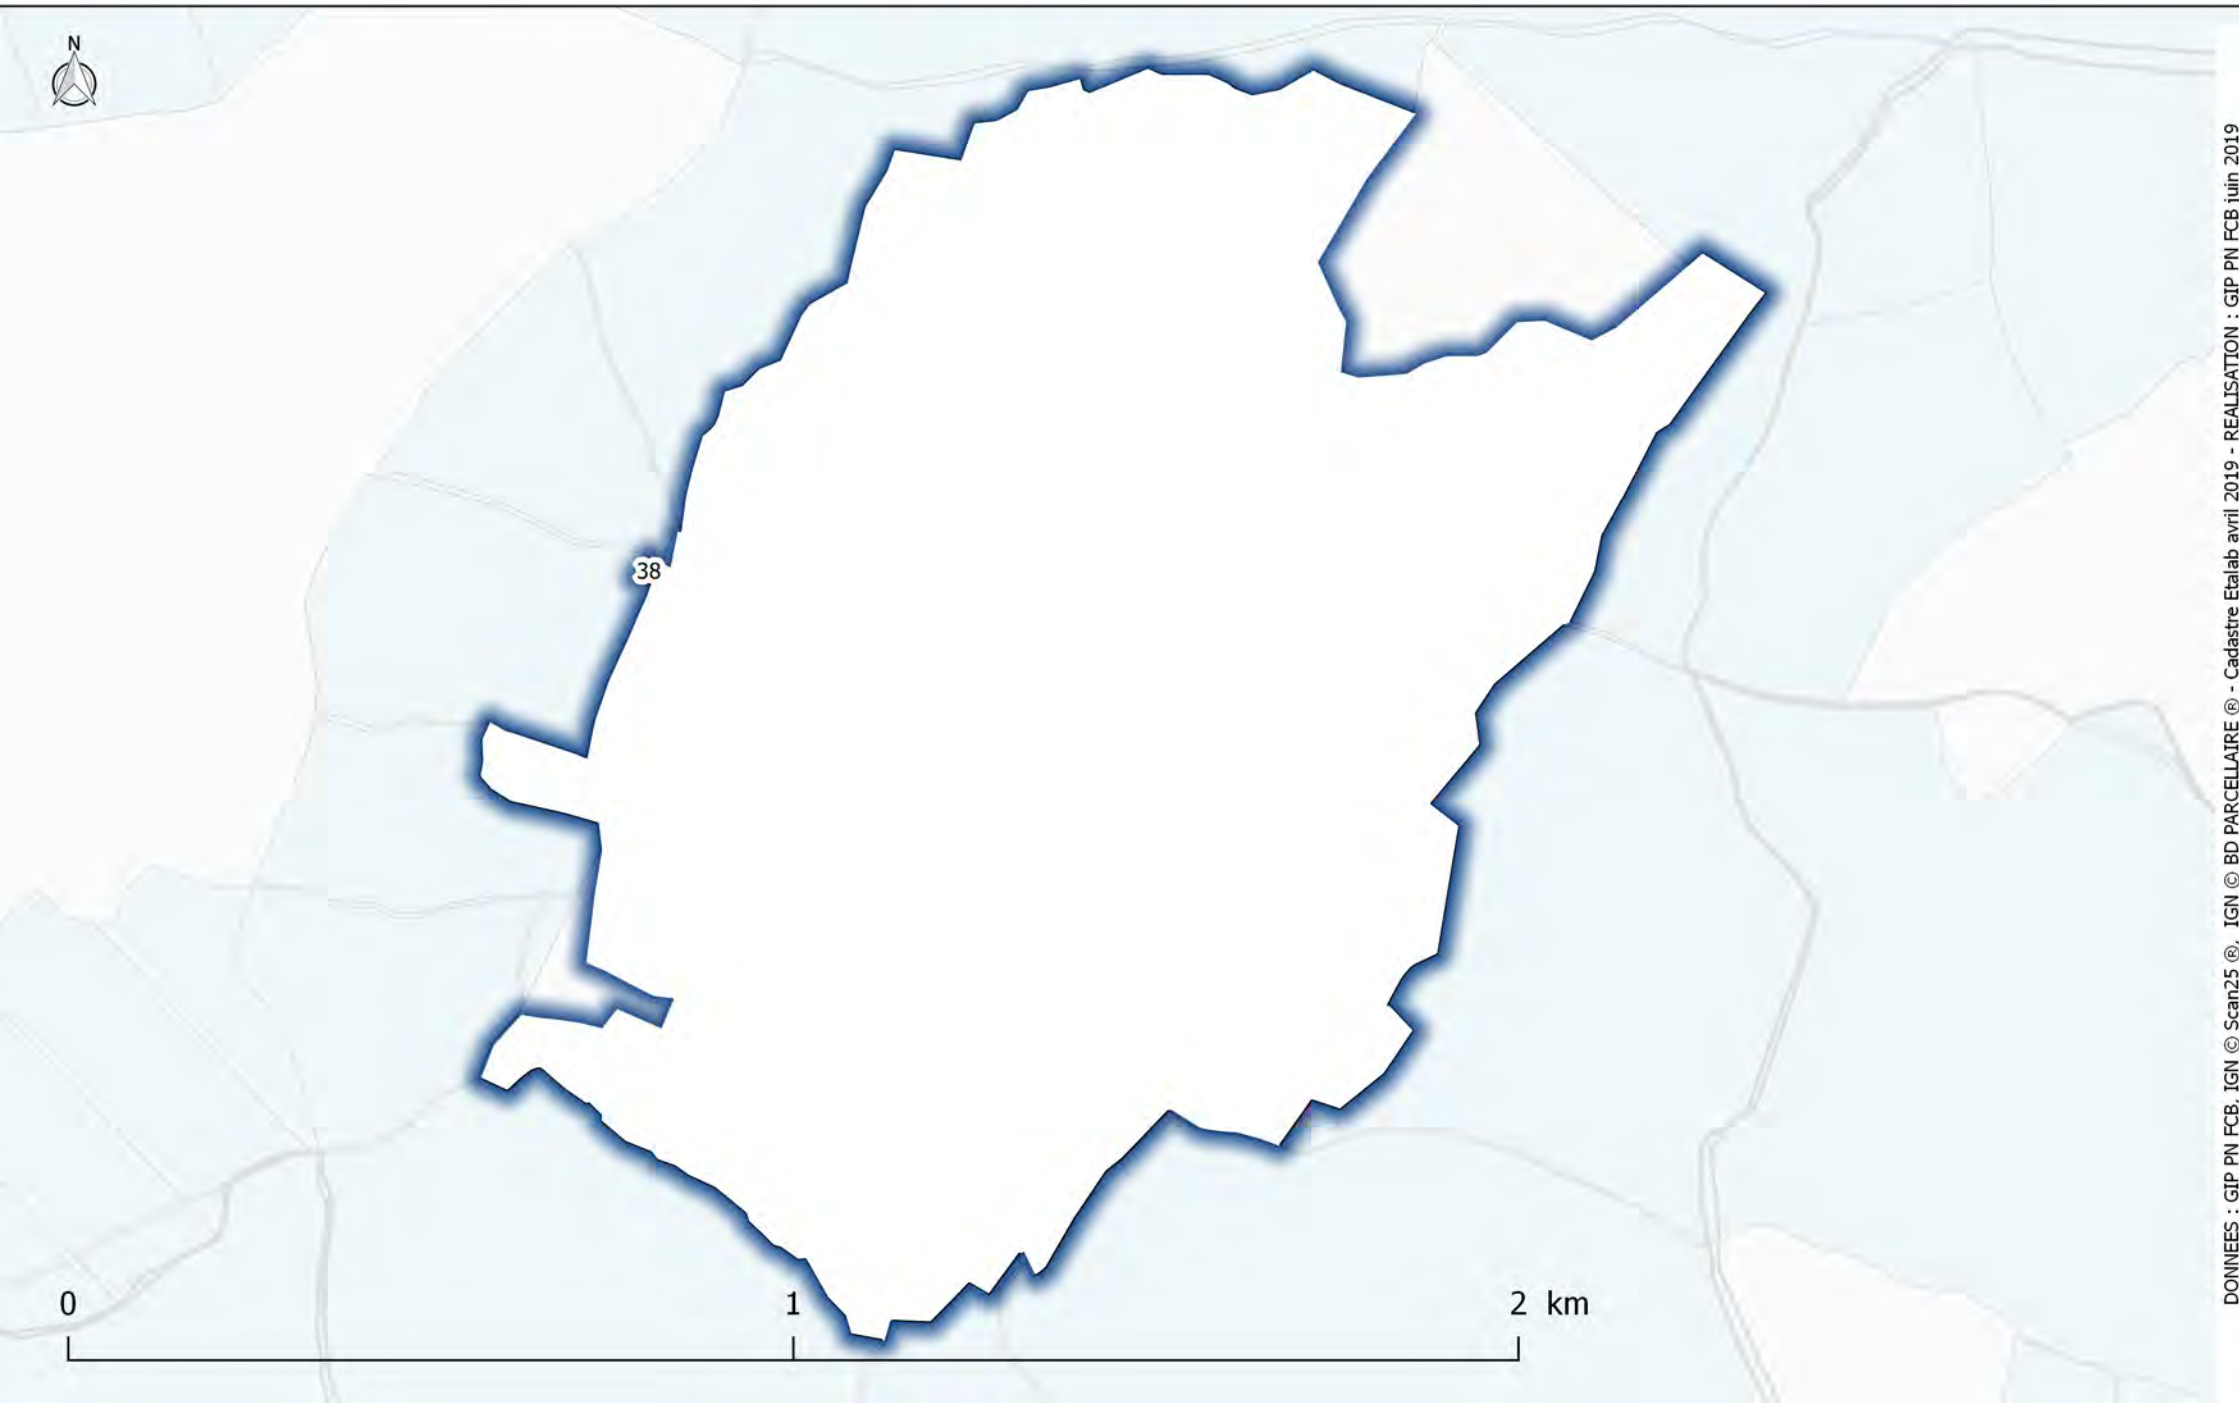 N
38
0 1 2 km
DONNEES : GIP PN FCB, IGN © Scan25 ®, IGN © BD PARCELLAIRE ® - Cadastre Etalab avril 2019 - REALISATION : GIP PN FCB juin 2019